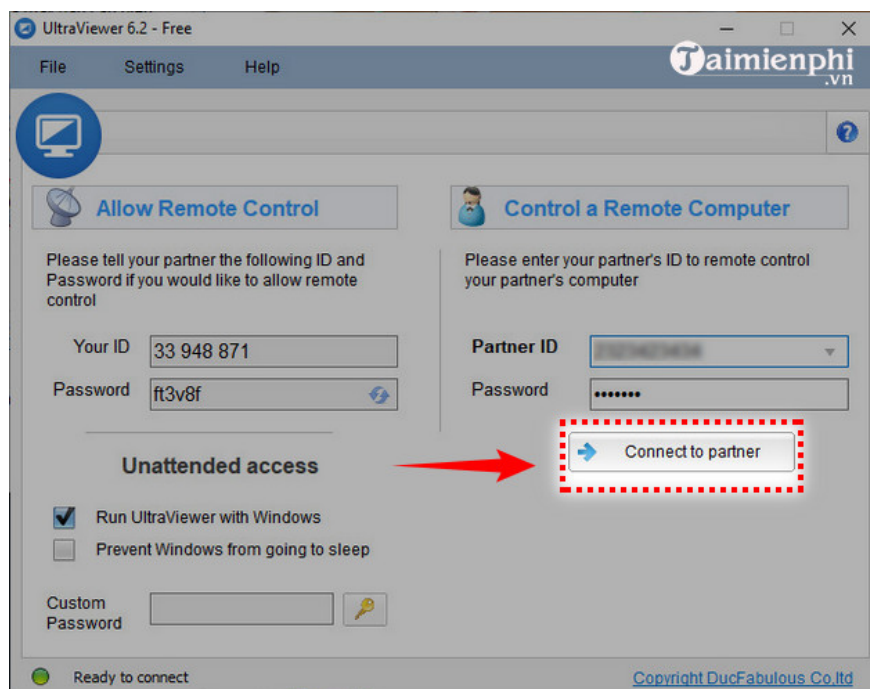 UltraViewer 6.2 - Free
File Settings Help
Taimienphi
.vn
Allow Remote Control
Please tell your partner the following ID and
Password if you would like to allow remote
control
Your ID 33 948 871
Password ft3v8f
Unattended access
Run UltraViewer with Windows
Prevent Windows from going to sleep
Custom
Password
Control a Remote Computer
Please enter your partner's ID to remote control
your partner's computer
Partner ID
Password •••••••
Connect to partner
Ready to connect
Copyright DucFabulous Co.ltd